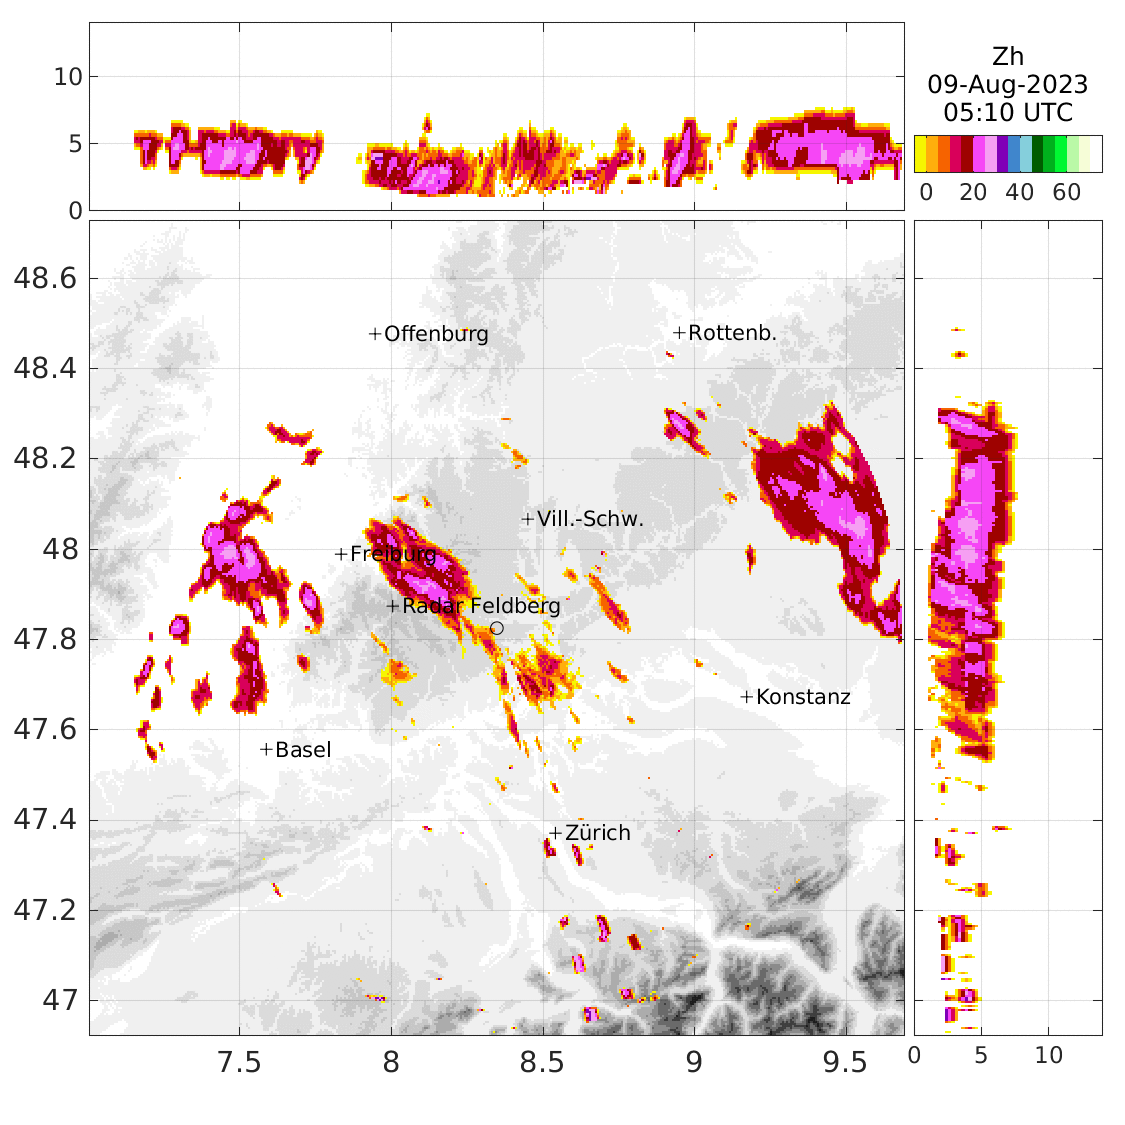 10
5
0
Zh
09-Aug-2023
05:10 UTC
0 20 40 60
48.6
48.4
48.2
48
47.8
47.6
47.4
47.2
47
+Offenburg
+Rottenb.
+Vill.-Schw.
+Freiburg
+Radar Feldberg
+Konstanz
+Basel
+Zürich
7.5 8 8.5 9 9.5
0 5 10